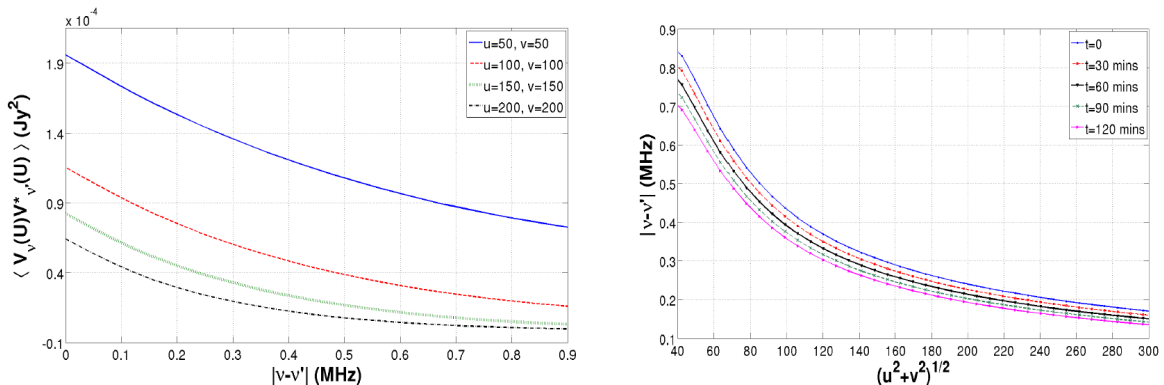 x 10⁻⁴
1.9
1.4
0.9
0.4
-0.1
⟨ V_ν(U)V*_ν'(U) ⟩ (Jy²)
u=50, v=50
u=100, v=100
u=150, v=150
u=200, v=200
0 0.1 0.2 0.3 0.4 0.5 0.6 0.7 0.8 0.9
|ν-ν'| (MHz)
0.9
0.8
0.7
0.6
0.5
0.4
0.3
0.2
0.1
|ν-ν'| (MHz)
t=0
t=30 mins
t=60 mins
t=90 mins
t=120 mins
40 60 80 100 120 140 160 180 200 220 240 260 280 300
(u²+v²)^1/2